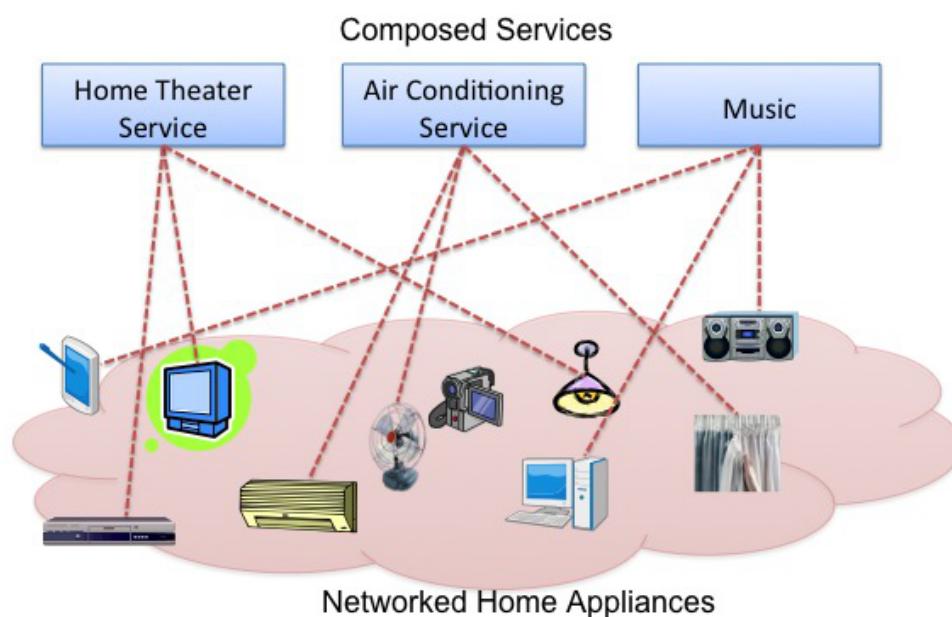 Composed Services
Home Theater
Service
Air Conditioning
Service
Music
Networked Home Appliances